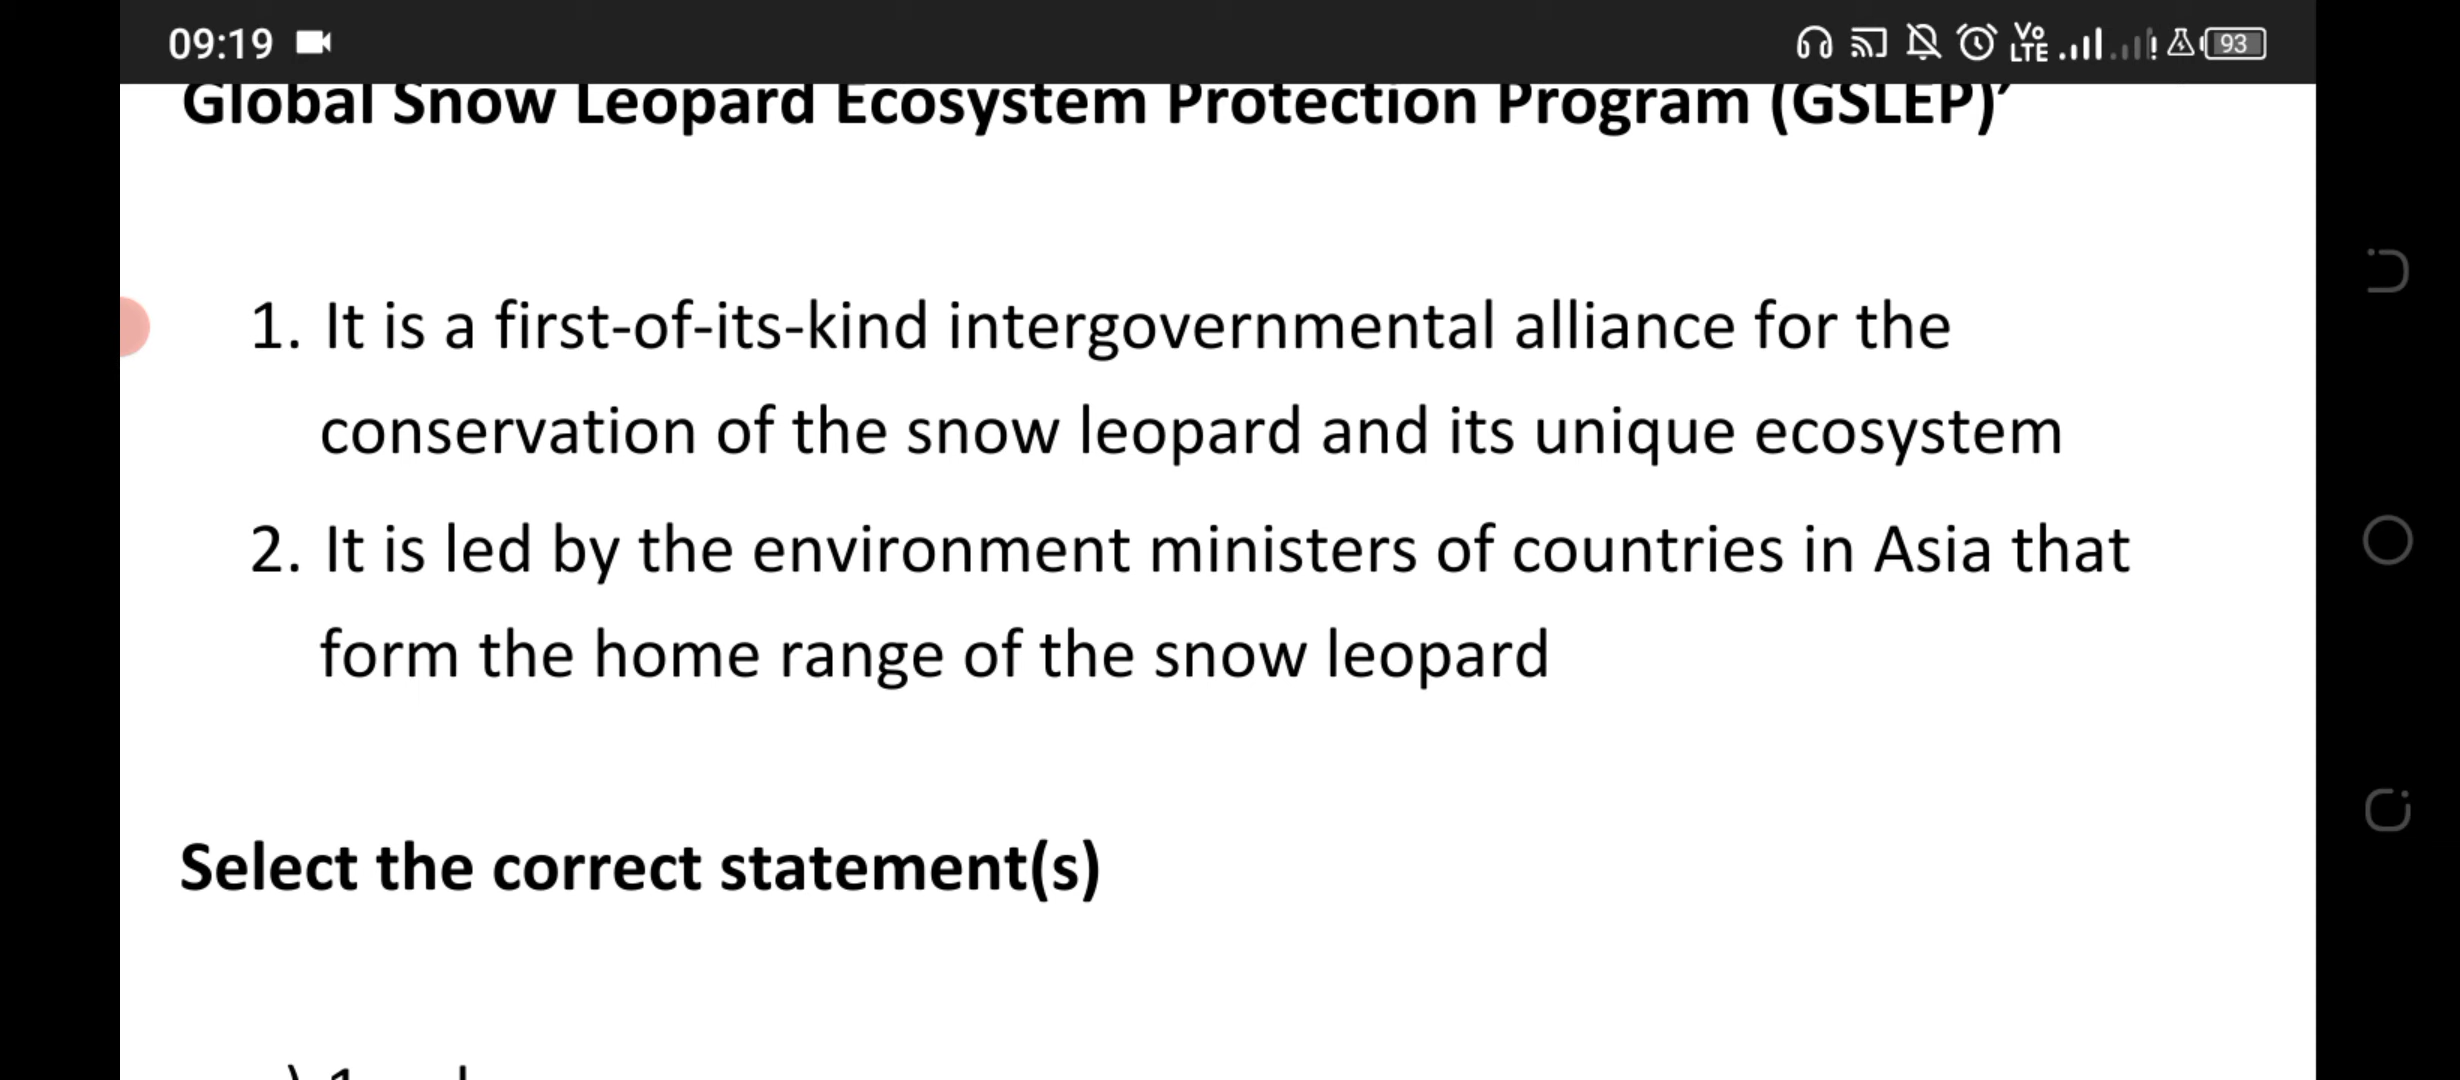 09:19 Vo LTE 93
Global Snow Leopard Ecosystem Protection Program (GSLEP)’
1. It is a first-of-its-kind intergovernmental alliance for the
conservation of the snow leopard and its unique ecosystem
2. It is led by the environment ministers of countries in Asia that
form the home range of the snow leopard
Select the correct statement(s)